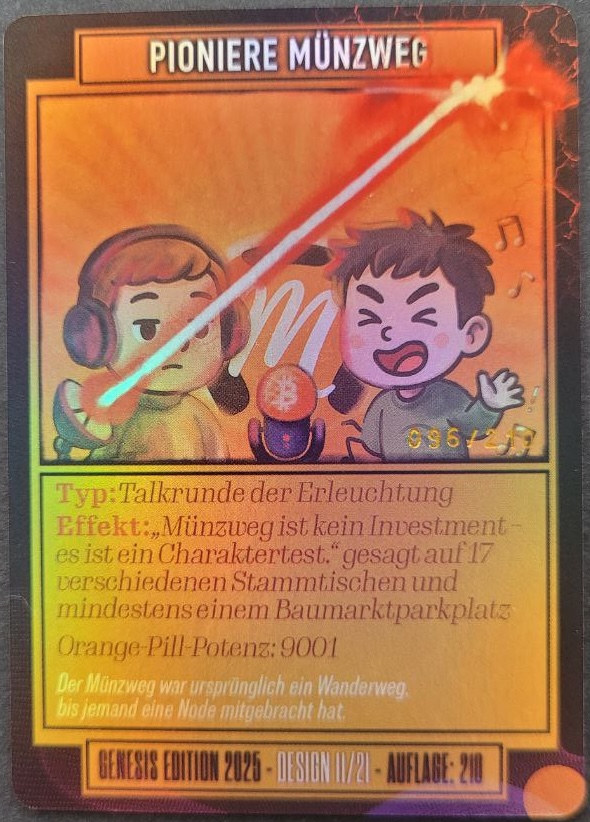 PIONIERE MÜNZWEG
m
096/210
Typ: Talkrunde der Erleuchtung
Effekt: „Münzweg ist kein Investment –
es ist ein Charaktertest.“ gesagt auf 17
verschiedenen Stammtischen und
mindestens einem Baumarktparkplatz
Orange-Pill-Potenz: 9001
Der Münzweg war ursprünglich ein Wanderweg,
bis jemand eine Node mitgebracht hat.
GENESIS EDITION 2025 - DESIGN 11/21 - AUFLAGE: 210